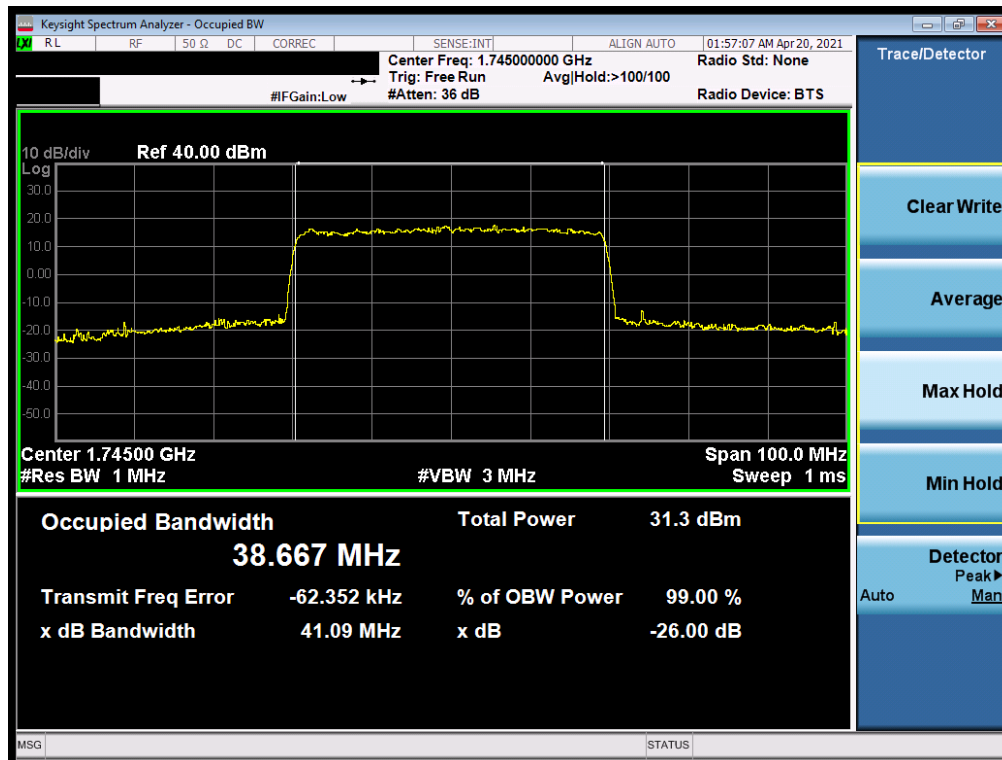 Keysight Spectrum Analyzer - Occupied BW
LXI RL RF 50 Ω DC CORREC SENSE:INT ALIGN AUTO 01:57:07 AM Apr 20, 2021
Center Freq: 1.745000000 GHz Radio Std: None
Trig: Free Run Avg|Hold:>100/100
#IFGain:Low #Atten: 36 dB Radio Device: BTS
10 dB/div Ref 40.00 dBm
Log
30.0
20.0
10.0
0.00
-10.0
-20.0
-30.0
-40.0
-50.0
Center 1.74500 GHz Span 100.0 MHz
#Res BW 1 MHz #VBW 3 MHz Sweep 1 ms
Occupied Bandwidth Total Power 31.3 dBm
38.667 MHz
Transmit Freq Error -62.352 kHz % of OBW Power 99.00 %
x dB Bandwidth 41.09 MHz x dB -26.00 dB
MSG STATUS
Trace/Detector
Clear Write
Average
Max Hold
Min Hold
Detector
Peak▶
Auto Man